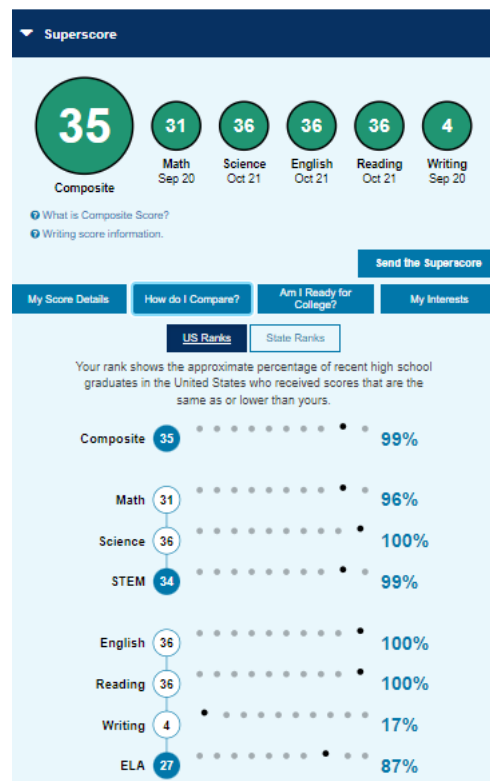 Superscore
35 31 36 36 36 4
Math Science English Reading Writing
Sep 20 Oct 21 Oct 21 Oct 21 Sep 20
Composite
What is Composite Score?
Writing score information.
Send the Superscore
My Score Details How do I Compare? Am I Ready for College? My Interests
US Ranks State Ranks
Your rank shows the approximate percentage of recent high school
graduates in the United States who received scores that are the
same as or lower than yours.
Composite 35 99%
Math 31 96%
Science 36 100%
STEM 34 99%
English 36 100%
Reading 36 100%
Writing 4 17%
ELA 27 87%